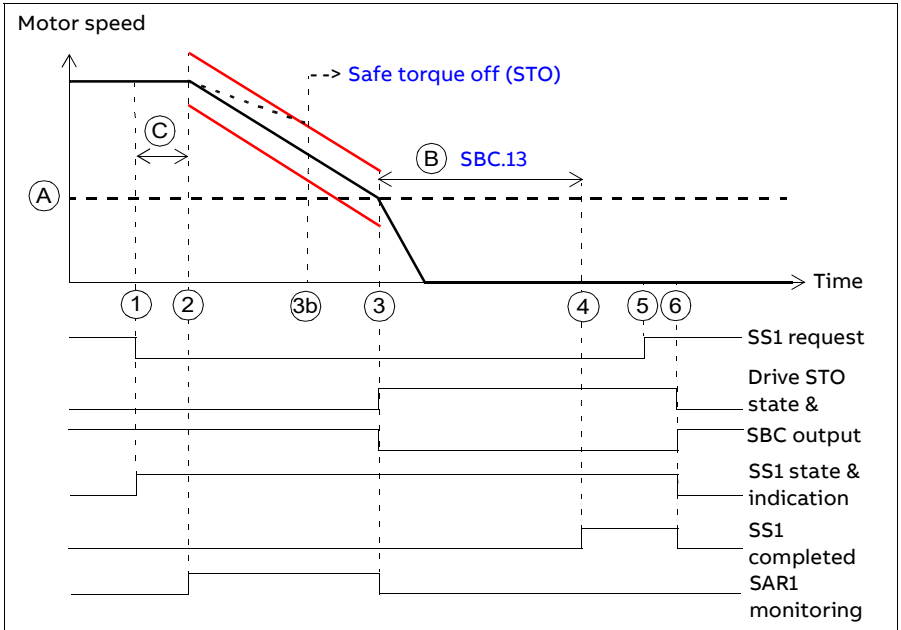 Motor speed
Safe torque off (STO)
C
B SBC.13
A
Time
1 2 3b 3 4 5 6
SS1 request
Drive STO
state &
SBC output
SS1 state &
indication
SS1
completed
SAR1
monitoring